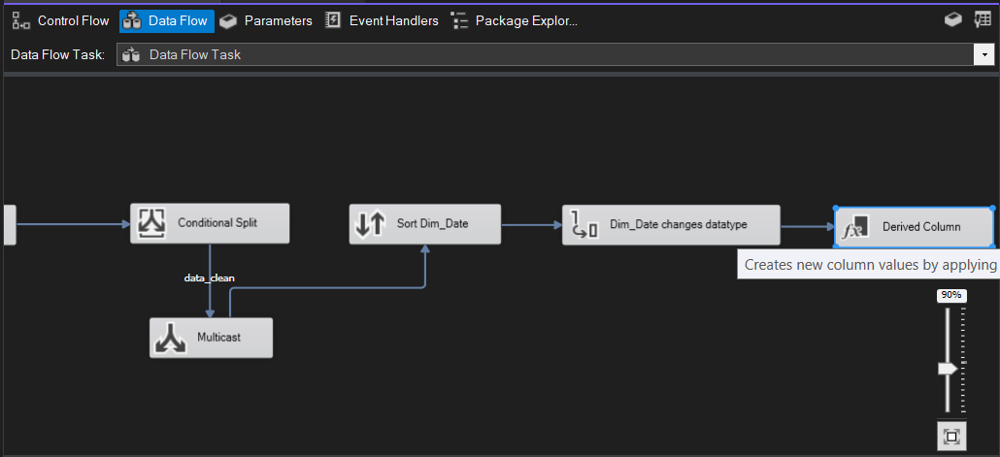 Control Flow Data Flow Parameters Event Handlers Package Explor...
Data Flow Task: Data Flow Task
Conditional Split Sort Dim_Date Dim_Date changes datatype Derived Column
Creates new column values by applying
data_clean
90%
Multicast